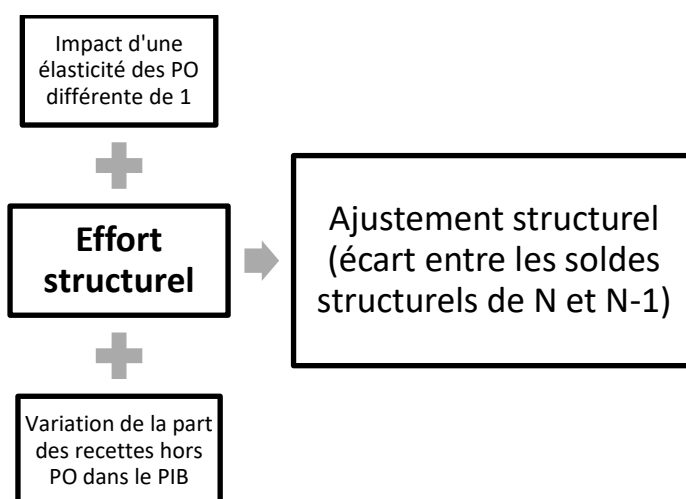 Impact d'une
élasticité des PO
différente de 1
Effort
structurel
Ajustement structurel
(écart entre les soldes
structurels de N et N-1)
Variation de la part
des recettes hors
PO dans le PIB